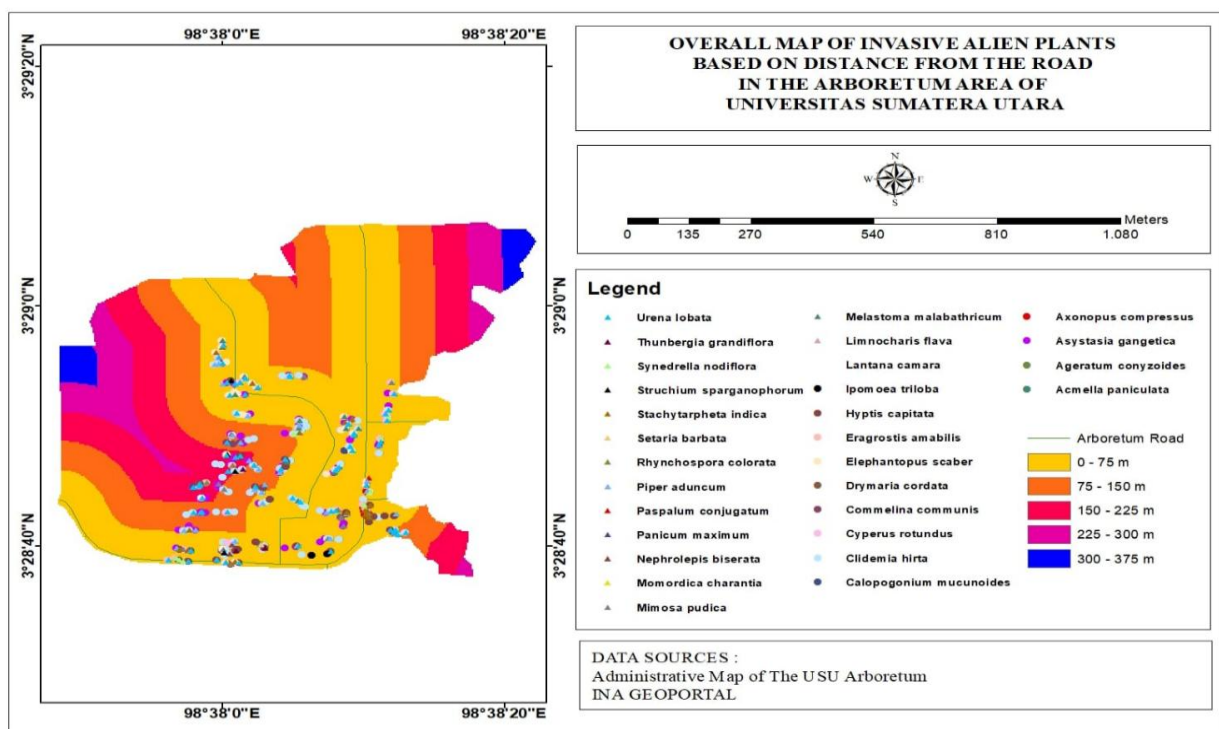 98°38'0"E
98°38'20"E
3°29'20"N
3°29'0"N
3°28'40"N
3°29'0"N
3°28'40"N
98°38'0"E
98°38'20"E
OVERALL MAP OF INVASIVE ALIEN PLANTS
BASED ON DISTANCE FROM THE ROAD
IN THE ARBORETUM AREA OF
UNIVERSITAS SUMATERA UTARA
N
W E
S
Meters
0 135 270 540 810 1.080
Legend
Urena lobata
Thunbergia grandiflora
Synedrella nodiflora
Struchium sparganophorum
Stachytarpheta indica
Setaria barbata
Rhynchospora colorata
Piper aduncum
Paspalum conjugatum
Panicum maximum
Nephrolepis biserata
Momordica charantia
Mimosa pudica
Melastoma malabathricum
Limnocharis flava
Lantana camara
Ipomoea triloba
Hyptis capitata
Eragrostis amabilis
Elephantopus scaber
Drymaria cordata
Commelina communis
Cyperus rotundus
Clidemia hirta
Calopogonium mucunoides
Axonopus compressus
Asystasia gangetica
Ageratum conyzoides
Acmella paniculata
Arboretum Road
0 - 75 m
75 - 150 m
150 - 225 m
225 - 300 m
300 - 375 m
DATA SOURCES :
Administrative Map of The USU Arboretum
INA GEOPORTAL